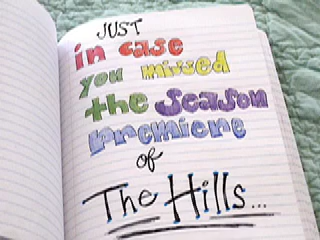 JUST
in case
you missed
the season
premiere
of
The Hills...